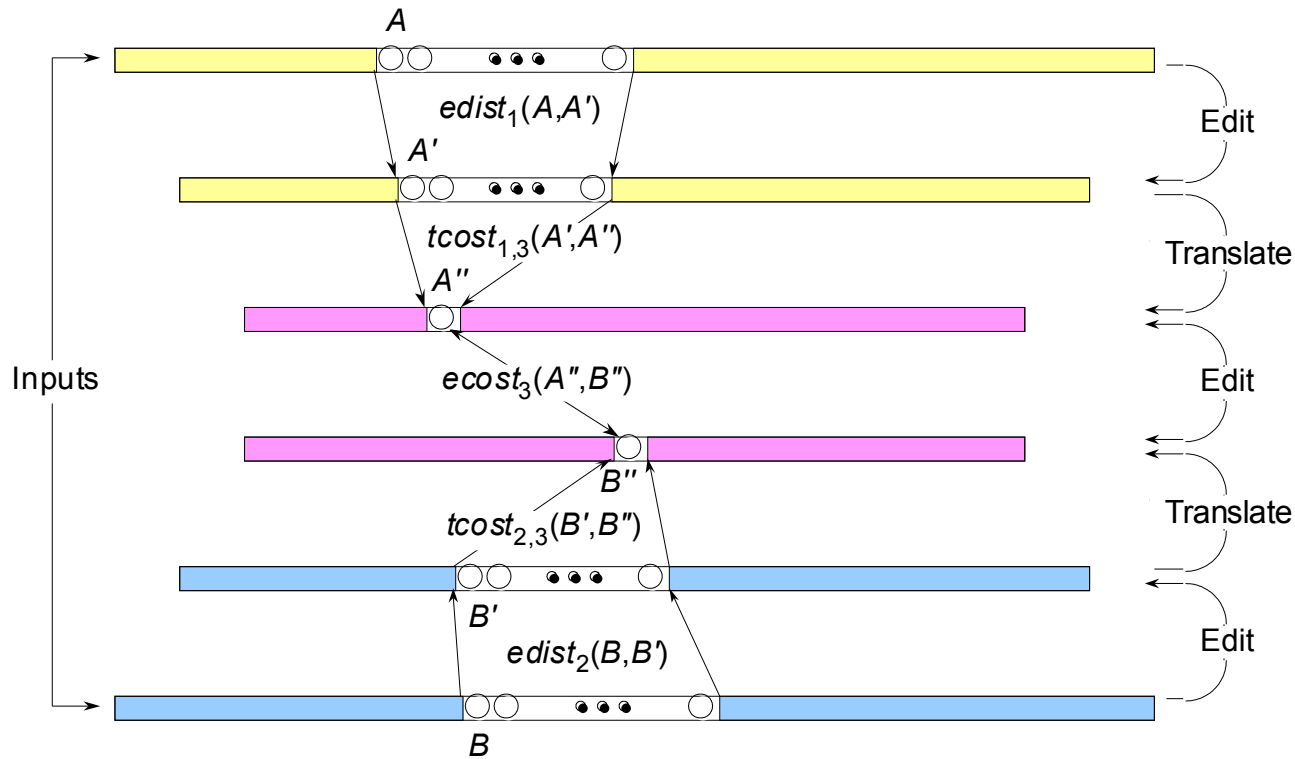 A
edist1(A,A′)
Edit
A′
tcost1,3(A′,A″)
Translate
A″
Inputs
ecost3(A″,B″)
Edit
B″
tcost2,3(B′,B″)
Translate
B′
edist2(B,B′)
Edit
B